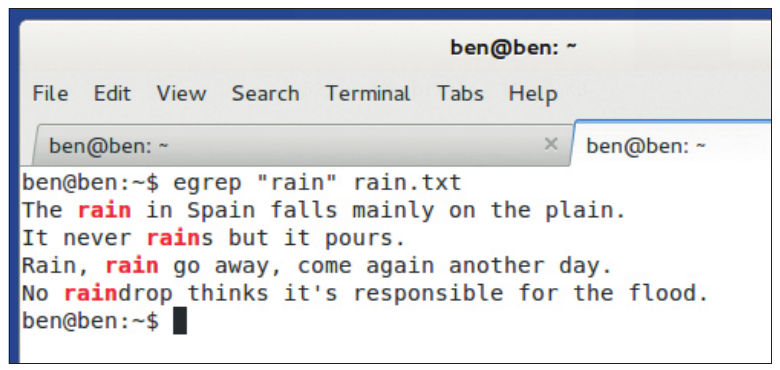 ben@ben: ~
File Edit View Search Terminal Tabs Help
ben@ben: ~ × ben@ben: ~
ben@ben:~$ egrep "rain" rain.txt
The rain in Spain falls mainly on the plain.
It never rains but it pours.
Rain, rain go away, come again another day.
No raindrop thinks it's responsible for the flood.
ben@ben:~$